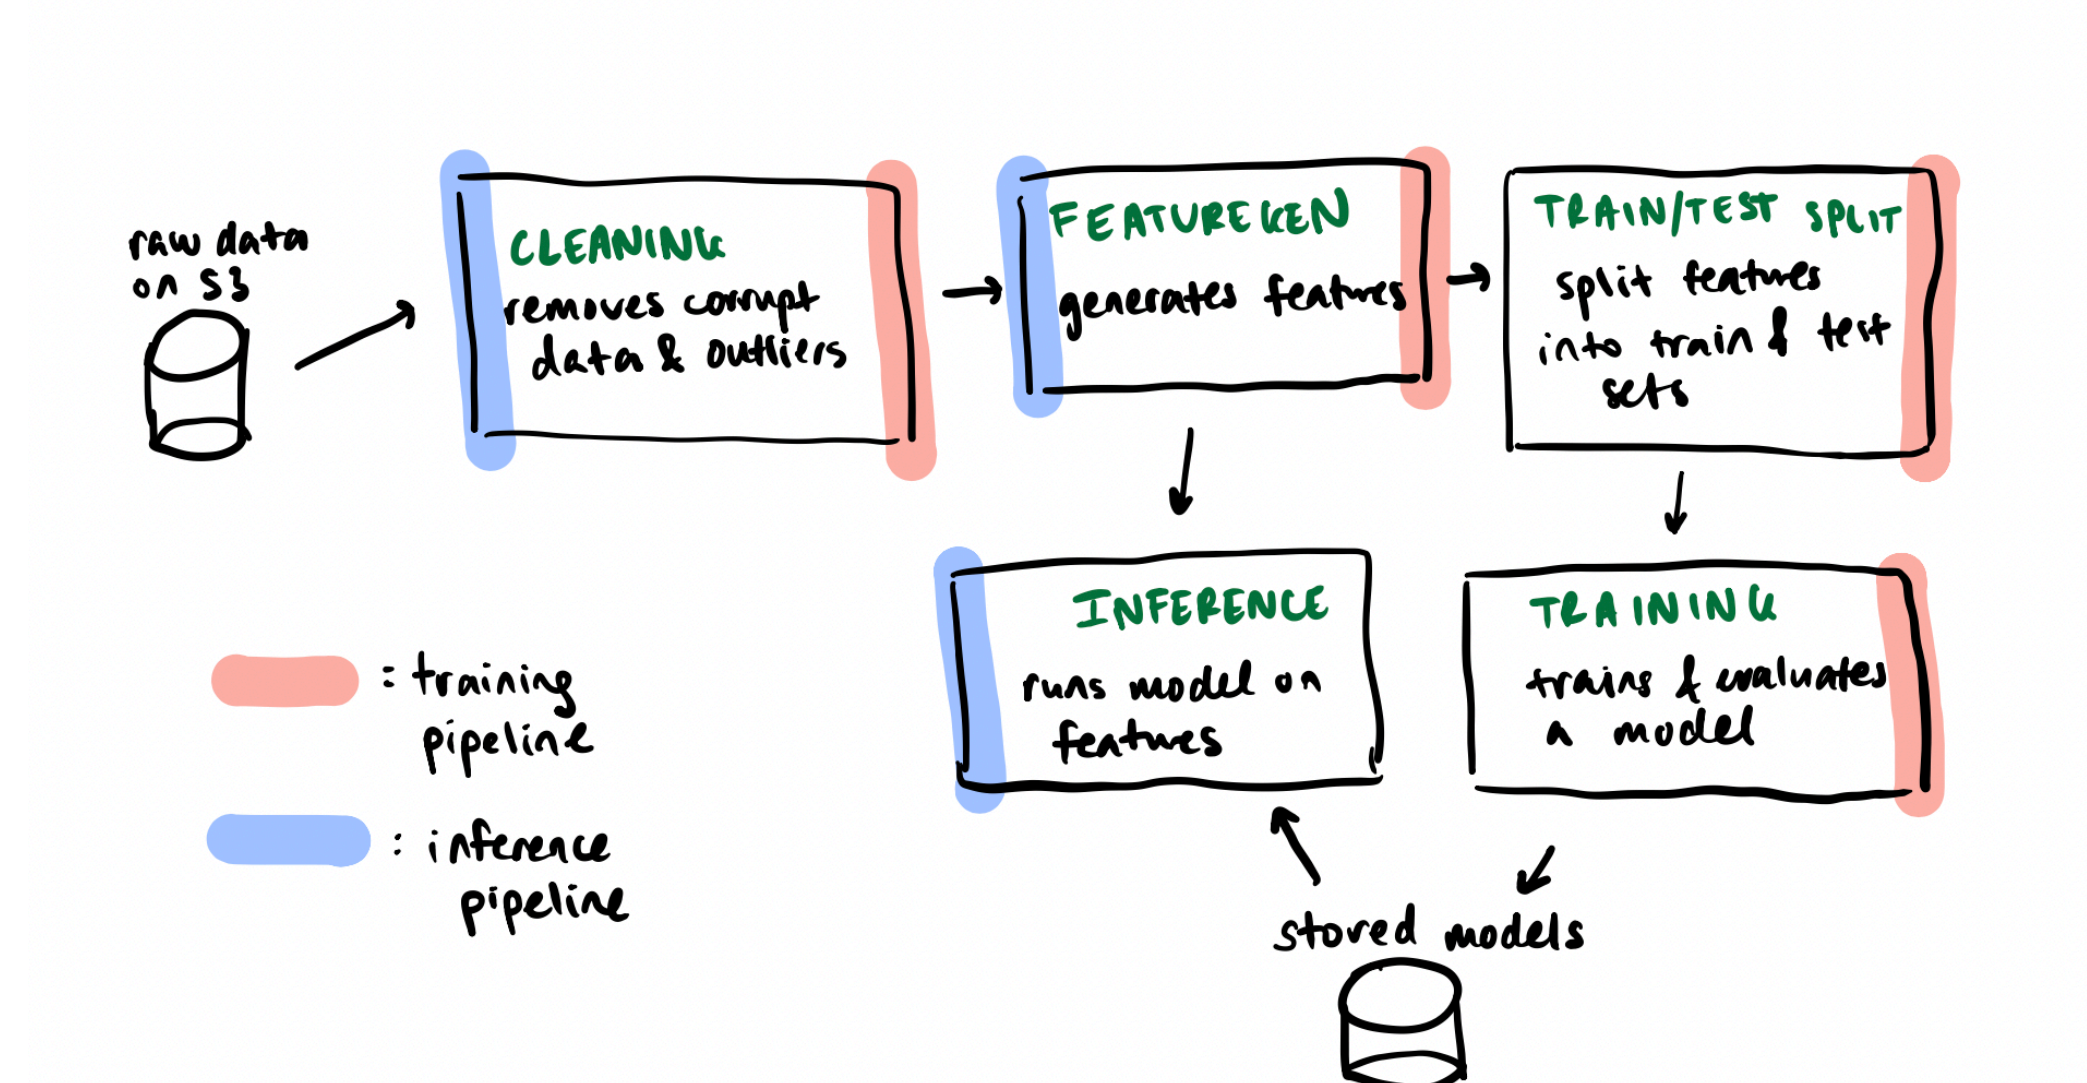 raw data
on S3
CLEANING
removes corrupt
data & outliers
FEATUREGEN
generates features
TRAIN/TEST SPLIT
split features
into train & test
sets
INFERENCE
runs model on
features
TRAINING
trains & evaluates
a model
: training
pipeline
: inference
pipeline
stored models